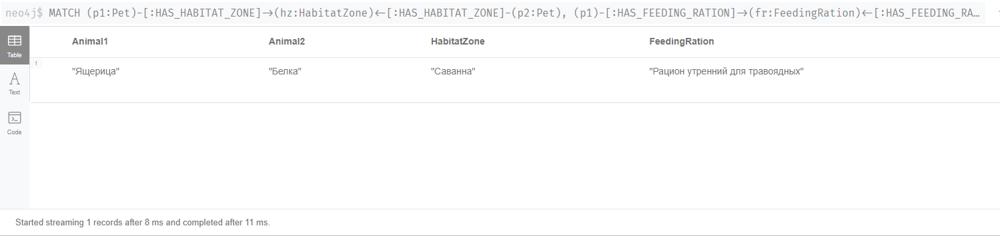 neo4j$ MATCH (p1:Pet)-[:HAS_HABITAT_ZONE]->(hz:HabitatZone)<-[:HAS_HABITAT_ZONE]-(p2:Pet), (p1)-[:HAS_FEEDING_RATION]->(fr:FeedingRation)<-[:HAS_FEEDING_RA…
Table
Animal1 Animal2 HabitatZone FeedingRation
1
"Ящерица" "Белка" "Саванна" "Рацион утренний для травоядных"
A
Text
Code
Started streaming 1 records after 8 ms and completed after 11 ms.